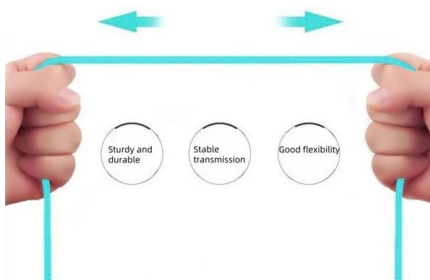 Sturdy and
durable
Stable
transmission
Good flexibility